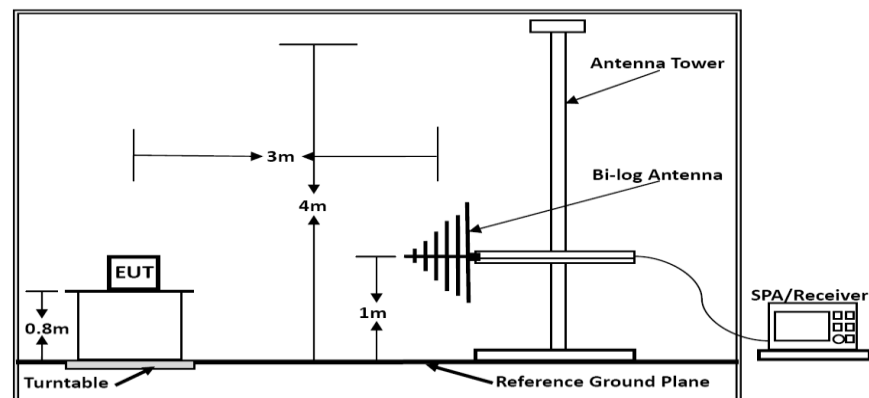 Antenna Tower
3m
Bi-log Antenna
4m
EUT
SPA/Receiver
0.8m
1m
Turntable
Reference Ground Plane